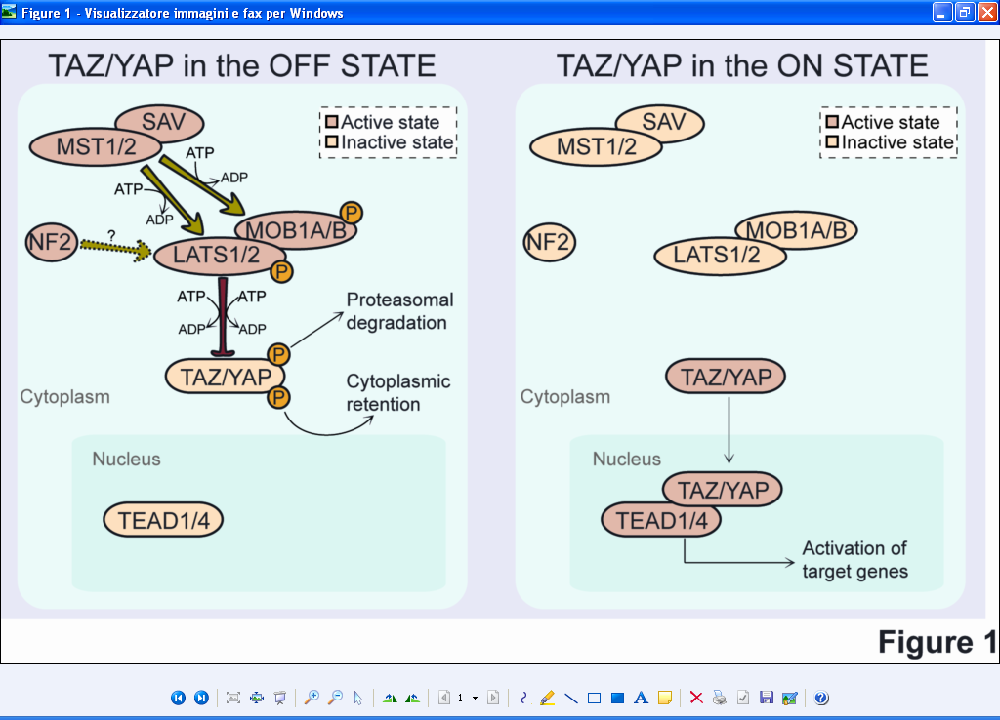 Figure 1 - Visualizzatore immagini e fax per Windows
TAZ/YAP in the OFF STATE
SAV
MST1/2
Active state
Inactive state
ATP
ADP
ATP
ADP
P
MOB1A/B
NF2
?
LATS1/2
P
ATP
ATP
ADP
ADP
Proteasomal
degradation
P
TAZ/YAP
P
Cytoplasmic
retention
Cytoplasm
Nucleus
TEAD1/4
TAZ/YAP in the ON STATE
SAV
MST1/2
Active state
Inactive state
MOB1A/B
NF2
LATS1/2
TAZ/YAP
Cytoplasm
Nucleus
TAZ/YAP
TEAD1/4
Activation of
target genes
Figure 1
1
A
?